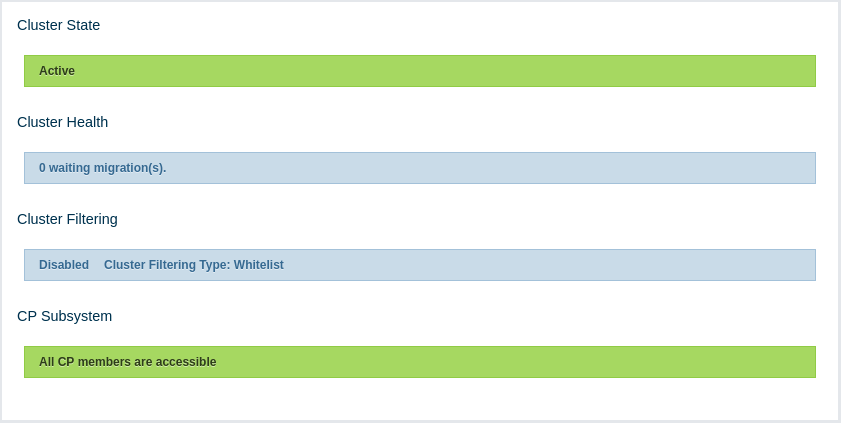 Cluster State
Active
Cluster Health
0 waiting migration(s).
Cluster Filtering
Disabled Cluster Filtering Type: Whitelist
CP Subsystem
All CP members are accessible